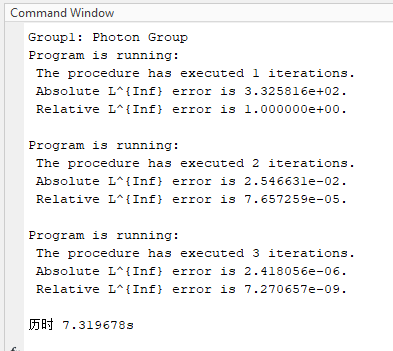 Command Window
Group1: Photon Group
Program is running:
The procedure has executed 1 iterations.
Absolute L^{Inf} error is 3.325816e+02.
Relative L^{Inf} error is 1.000000e+00.
Program is running:
The procedure has executed 2 iterations.
Absolute L^{Inf} error is 2.546631e-02.
Relative L^{Inf} error is 7.657259e-05.
Program is running:
The procedure has executed 3 iterations.
Absolute L^{Inf} error is 2.418056e-06.
Relative L^{Inf} error is 7.270657e-09.
历时 7.319678s